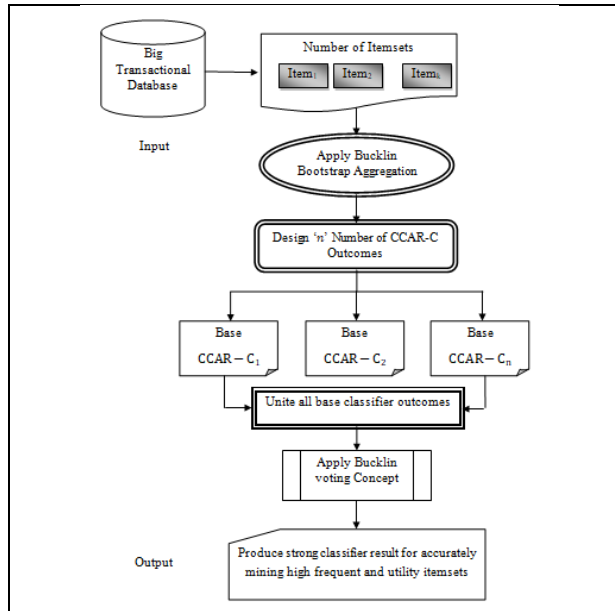 Big
Transactional
Database
Number of Itemsets
Item₁ Item₂ Itemₖ
Input
Apply Bucklin
Bootstrap Aggregation
Design ‘n’ Number of CCAR-C
Outcomes
Base
CCAR – C₁
Base
CCAR – C₂
Base
CCAR – Cₙ
Unite all base classifier outcomes
Apply Bucklin
voting Concept
Output
Produce strong classifier result for accurately
mining high frequent and utility itemsets